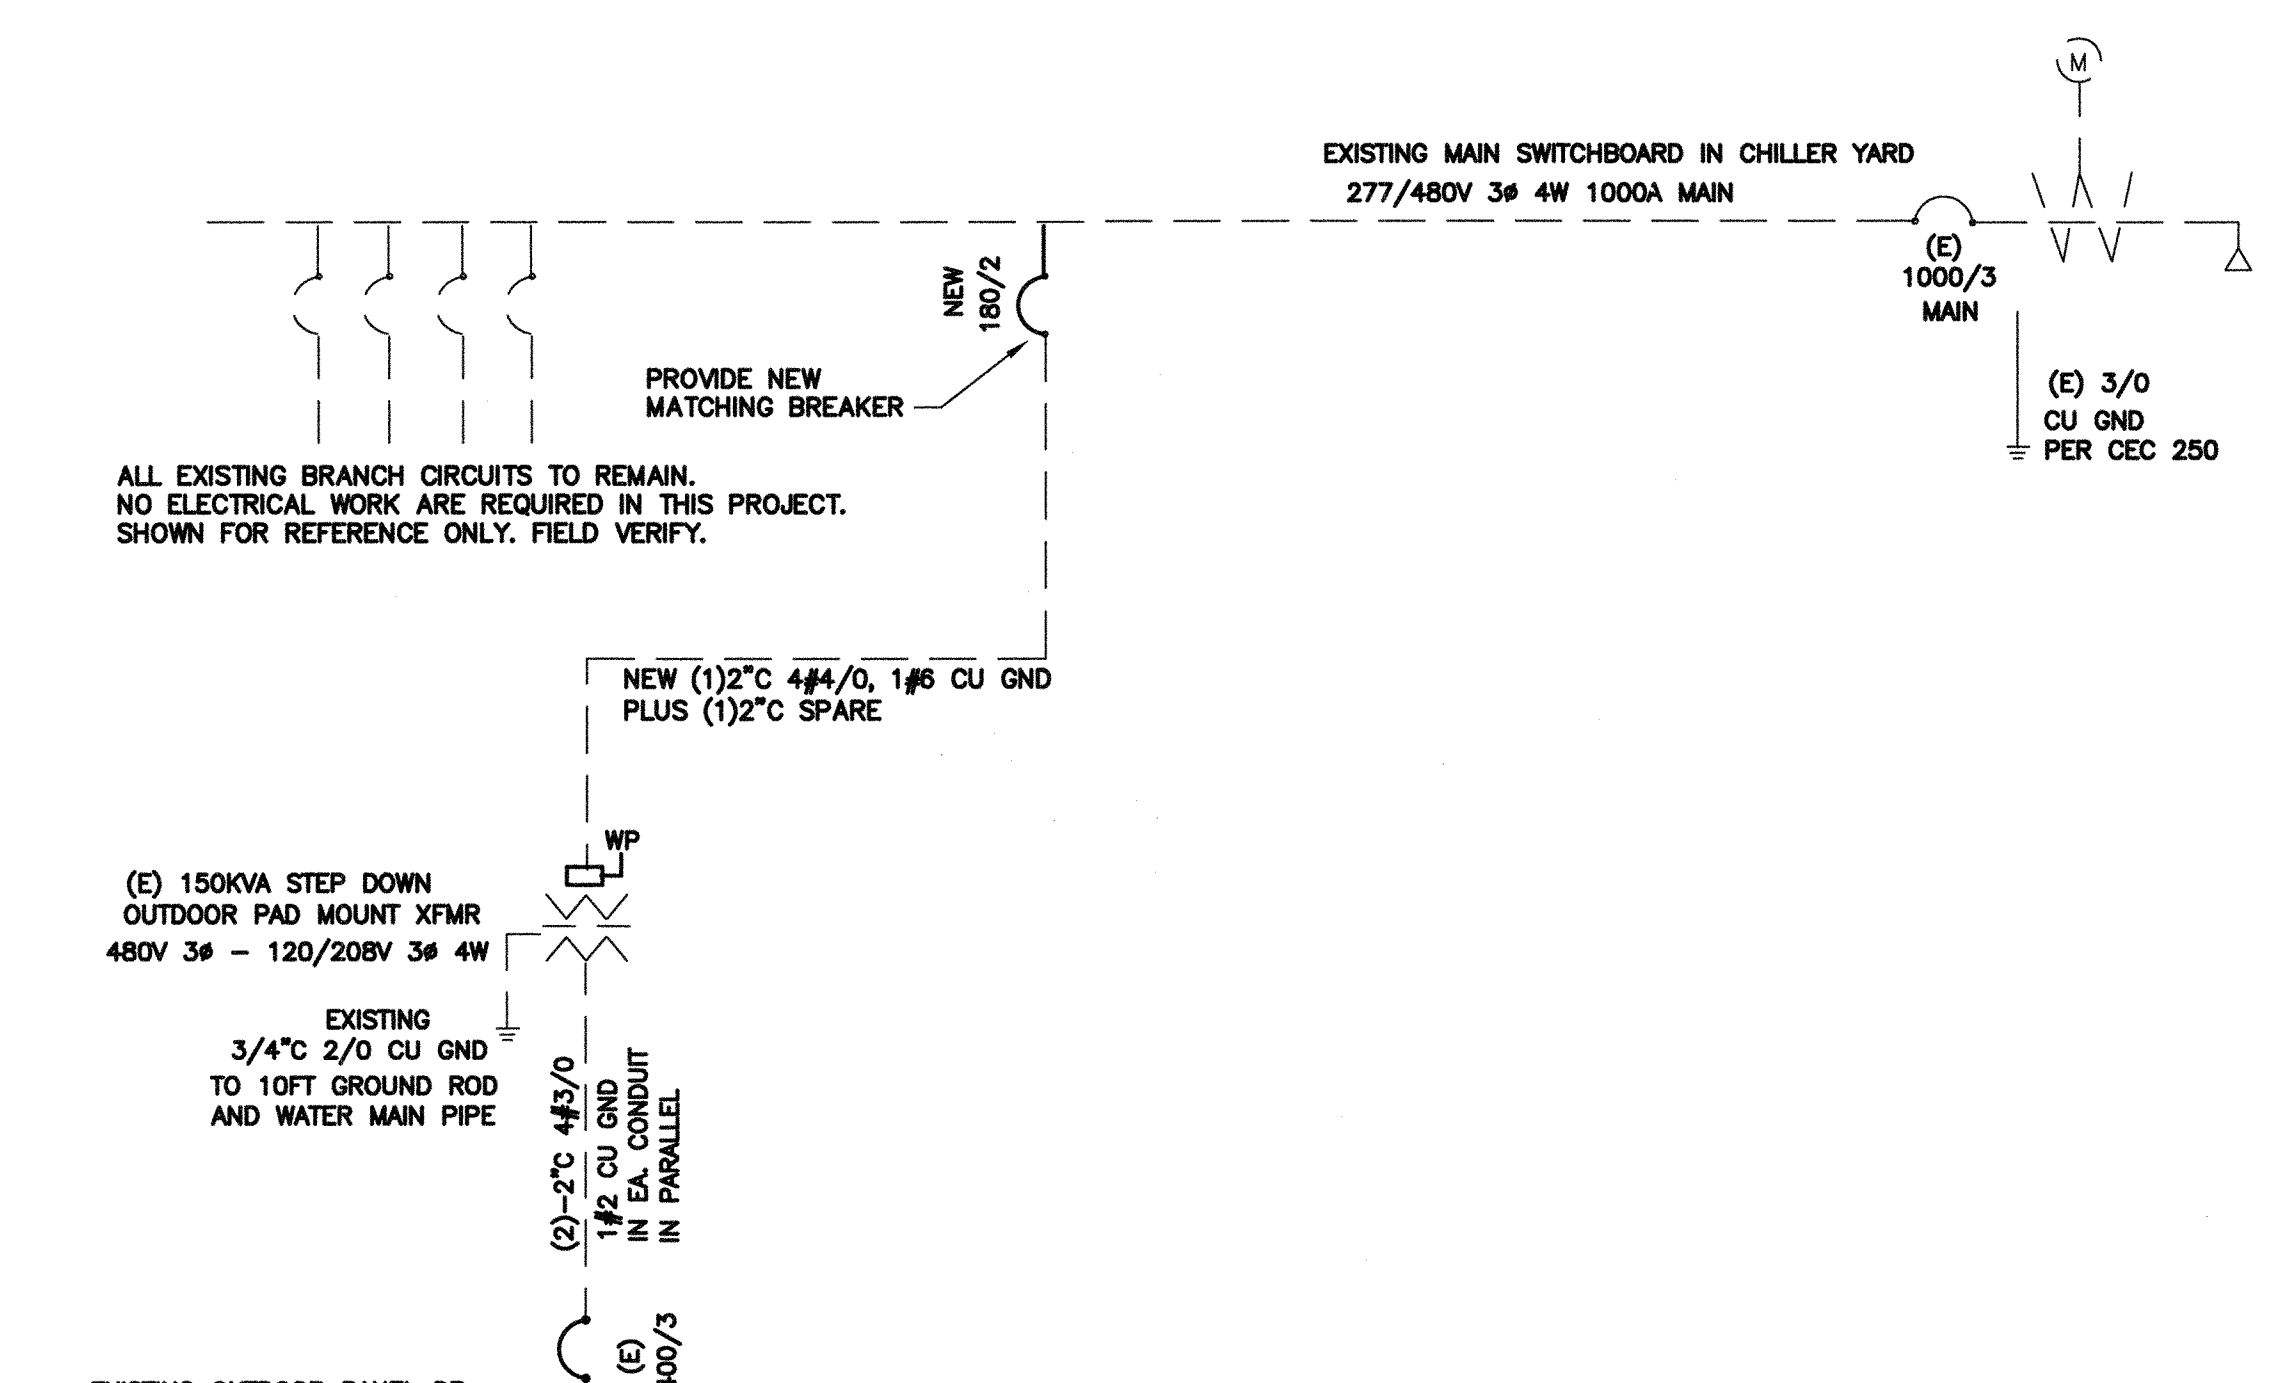 M
EXISTING MAIN SWITCHBOARD IN CHILLER YARD
277/480V 3ø 4W 1000A MAIN
(E)
1000/3
MAIN
NEW
180/2
PROVIDE NEW
MATCHING BREAKER
(E) 3/0
CU GND
PER CEC 250
ALL EXISTING BRANCH CIRCUITS TO REMAIN.
NO ELECTRICAL WORK ARE REQUIRED IN THIS PROJECT.
SHOWN FOR REFERENCE ONLY. FIELD VERIFY.
NEW (1)2"C 4#4/0, 1#6 CU GND
PLUS (1)2"C SPARE
WP
(E) 150KVA STEP DOWN
OUTDOOR PAD MOUNT XFMR
480V 3ø - 120/208V 3ø 4W
EXISTING
3/4"C 2/0 CU GND
TO 10FT GROUND ROD
AND WATER MAIN PIPE
(2)-2"C 4#3/0
1#2 CU GND
IN EA. CONDUIT
IN PARALLEL
(E)
400/3